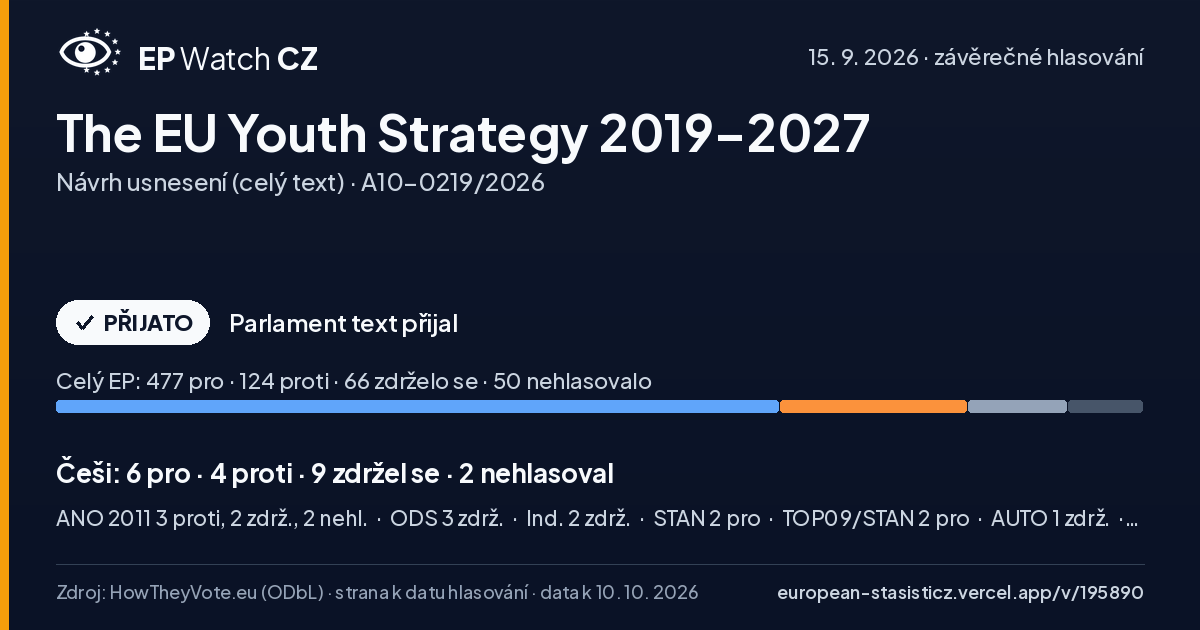 EP Watch CZ
15. 9. 2026 · závěrečné hlasování
The EU Youth Strategy 2019–2027
Návrh usnesení (celý text) · A10–0219/2026
✓ PŘIJATO
Parlament text přijal
Celý EP: 477 pro · 124 proti · 66 zdrželo se · 50 nehlasovalo
Češi: 6 pro · 4 proti · 9 zdržel se · 2 nehlasoval
ANO 2011 3 proti, 2 zdrž., 2 nehl. · ODS 3 zdrž. · Ind. 2 zdrž. · STAN 2 pro · TOP09/STAN 2 pro · AUTO 1 zdrž. ·…
Zdroj: HowTheyVote.eu (ODbL) · strana k datu hlasování · data k 10. 10. 2026
european-stasisticz.vercel.app/v/195890